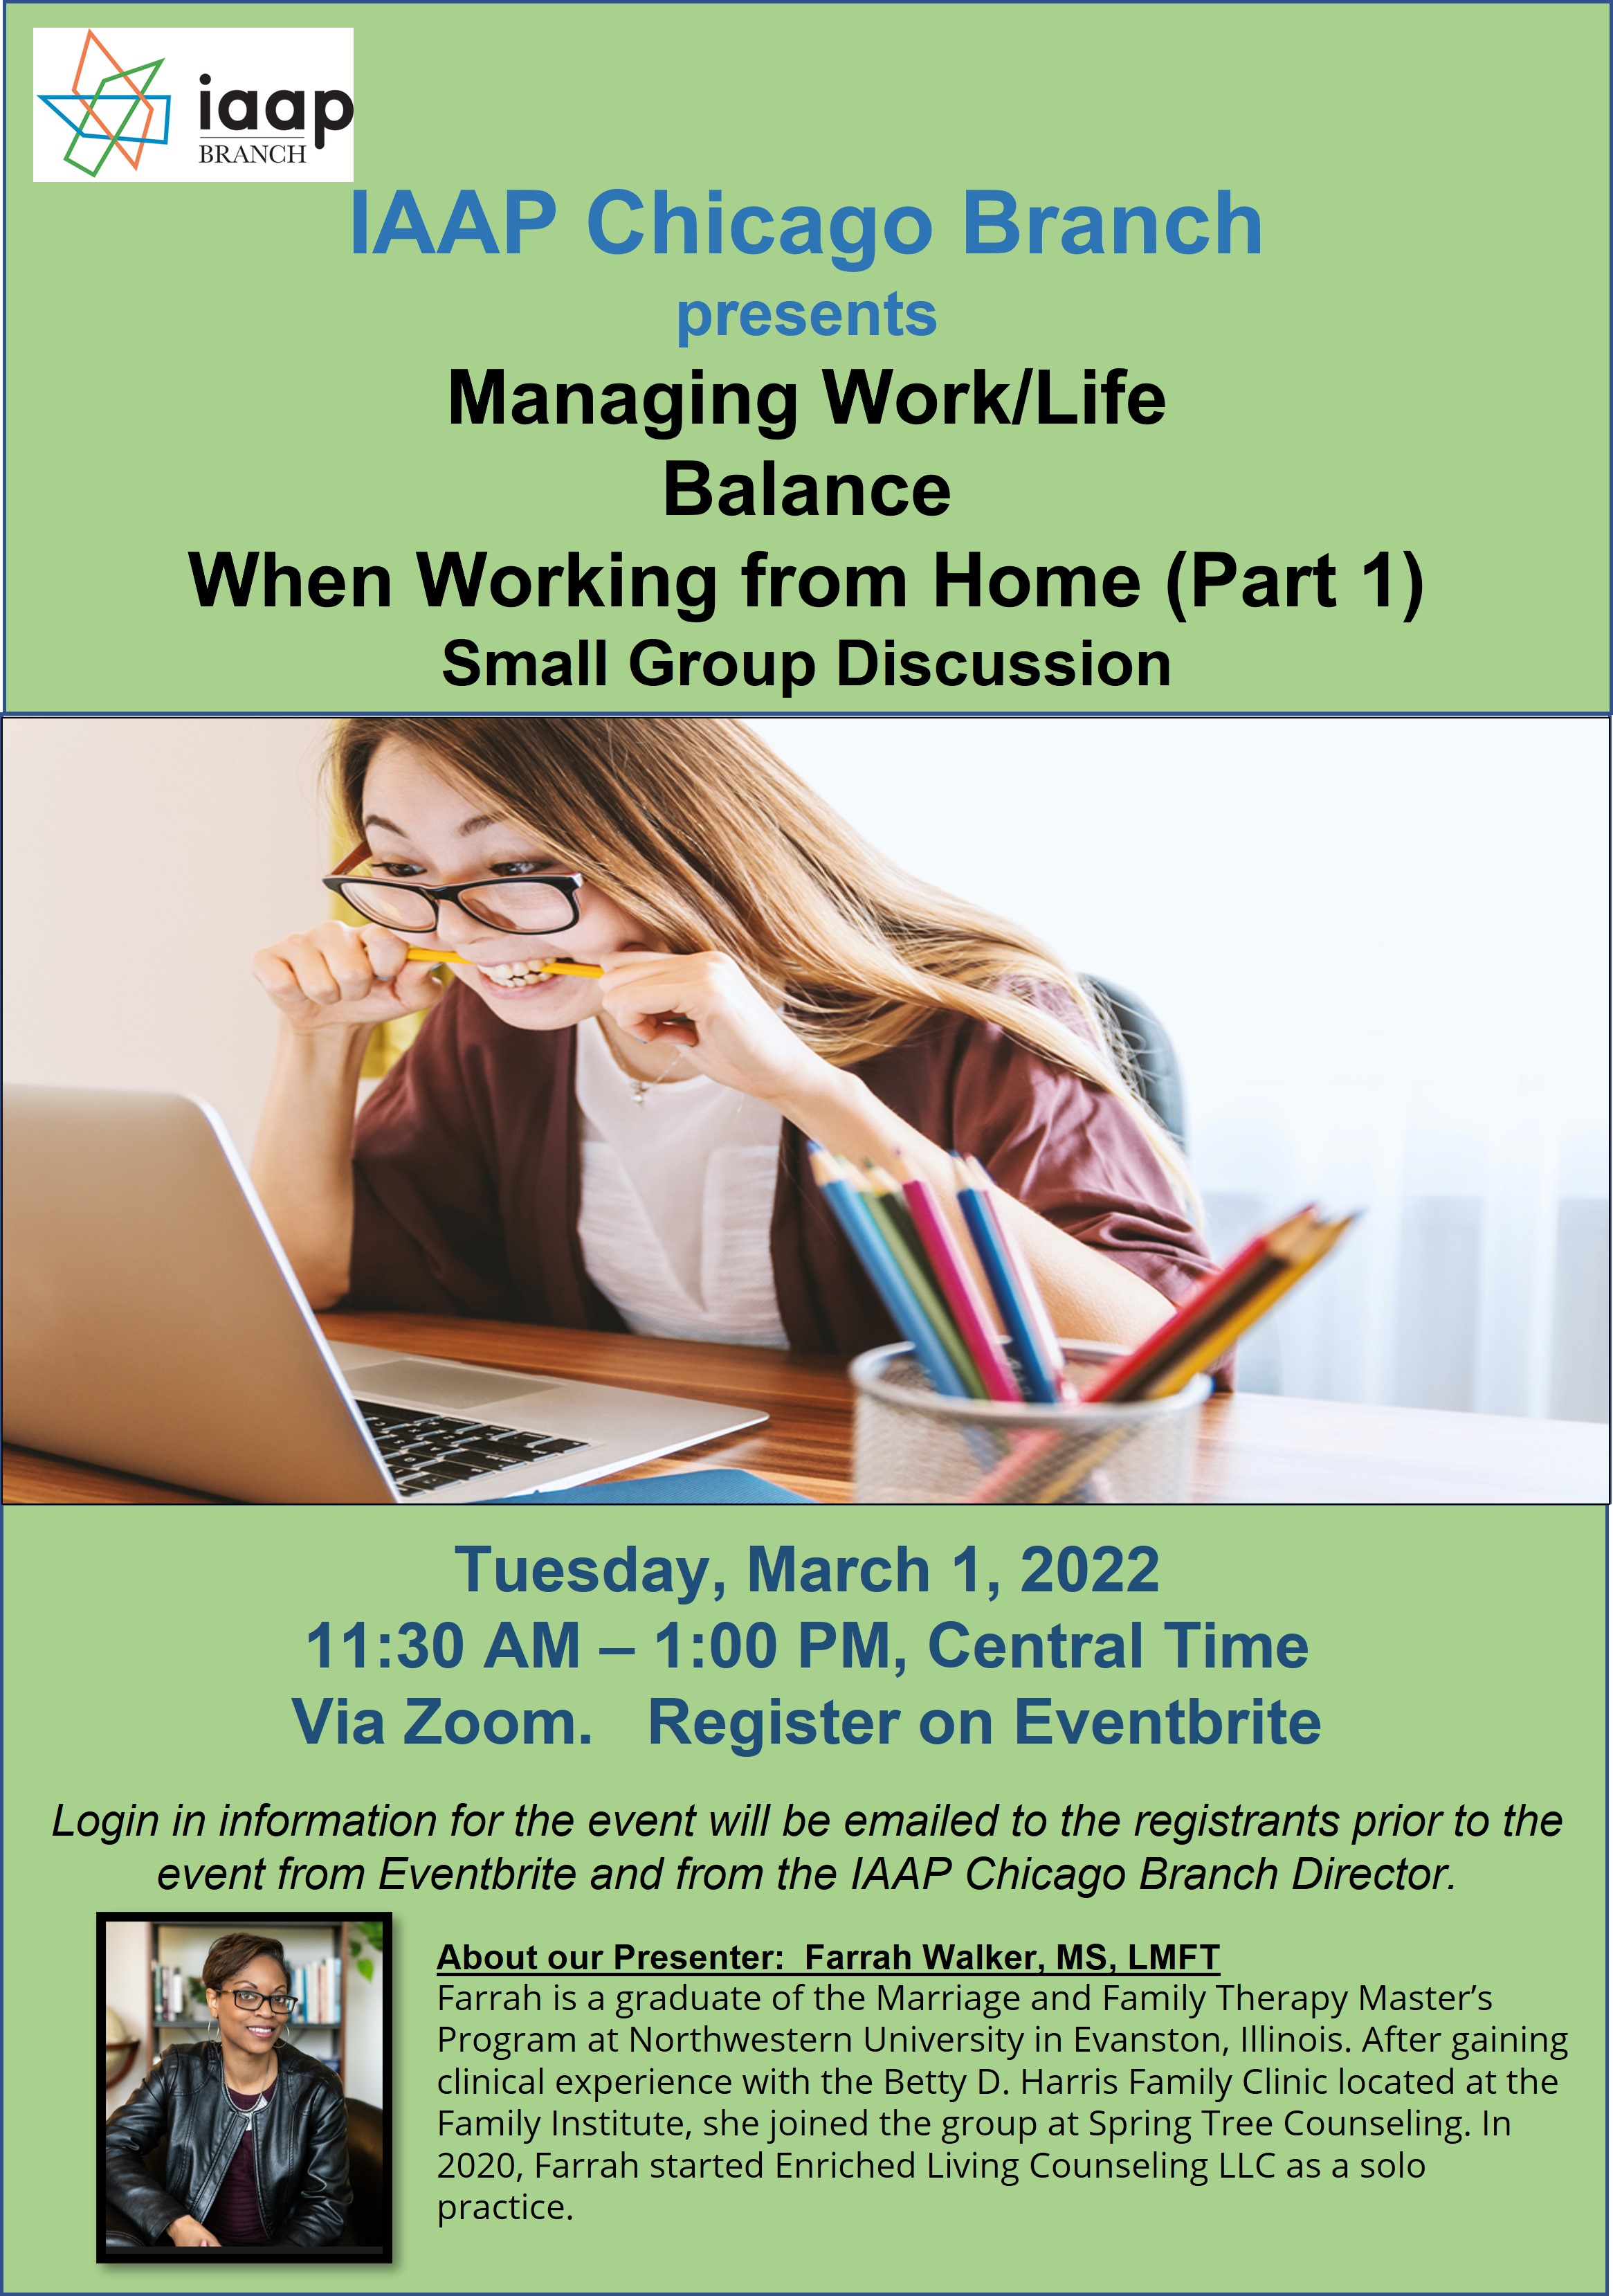 iaap
BRANCH
IAAP Chicago Branch
presents
Managing Work/Life
Balance
When Working from Home (Part 1)
Small Group Discussion
Tuesday, March 1, 2022
11:30 AM – 1:00 PM, Central Time
Via Zoom.   Register on Eventbrite
Login in information for the event will be emailed to the registrants prior to the
event from Eventbrite and from the IAAP Chicago Branch Director.
About our Presenter:  Farrah Walker, MS, LMFT
Farrah is a graduate of the Marriage and Family Therapy Master’s
Program at Northwestern University in Evanston, Illinois. After gaining
clinical experience with the Betty D. Harris Family Clinic located at the
Family Institute, she joined the group at Spring Tree Counseling. In
2020, Farrah started Enriched Living Counseling LLC as a solo
practice.